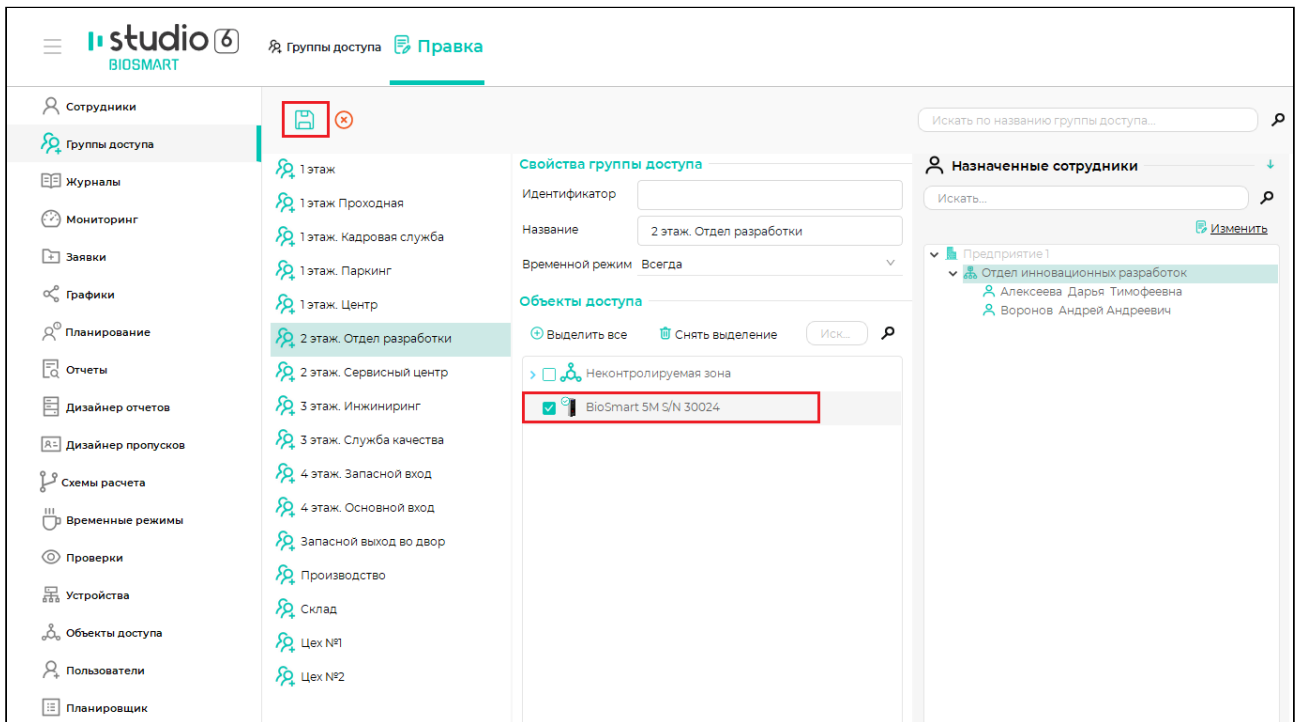 studio 6
BIOSMART
Группы доступа
Правка
Сотрудники
Группы доступа
Журналы
Мониторинг
Заявки
Графики
Планирование
Отчеты
Дизайнер отчетов
Дизайнер пропусков
Схемы расчета
Временные режимы
Проверки
Устройства
Объекты доступа
Пользователи
Планировщик
Искать по названию группы доступа...
1 этаж
1 этаж Проходная
1 этаж. Кадровая служба
1 этаж. Паркинг
1 этаж. Центр
2 этаж. Отдел разработки
2 этаж. Сервисный центр
3 этаж. Инжиниринг
3 этаж. Служба качества
4 этаж. Запасной вход
4 этаж. Основной вход
Запасной выход во двор
Производство
Склад
Цех №1
Цех №2
Свойства группы доступа
Идентификатор
Название 2 этаж. Отдел разработки
Временной режим Всегда
Объекты доступа
Выделить все Снять выделение Иск...
Неконтролируемая зона
BioSmart 5M S/N 30024
Назначенные сотрудники
Искать...
Изменить
Предприятие 1
Отдел инновационных разработок
Алексеева Дарья Тимофеевна
Воронов Андрей Андреевич